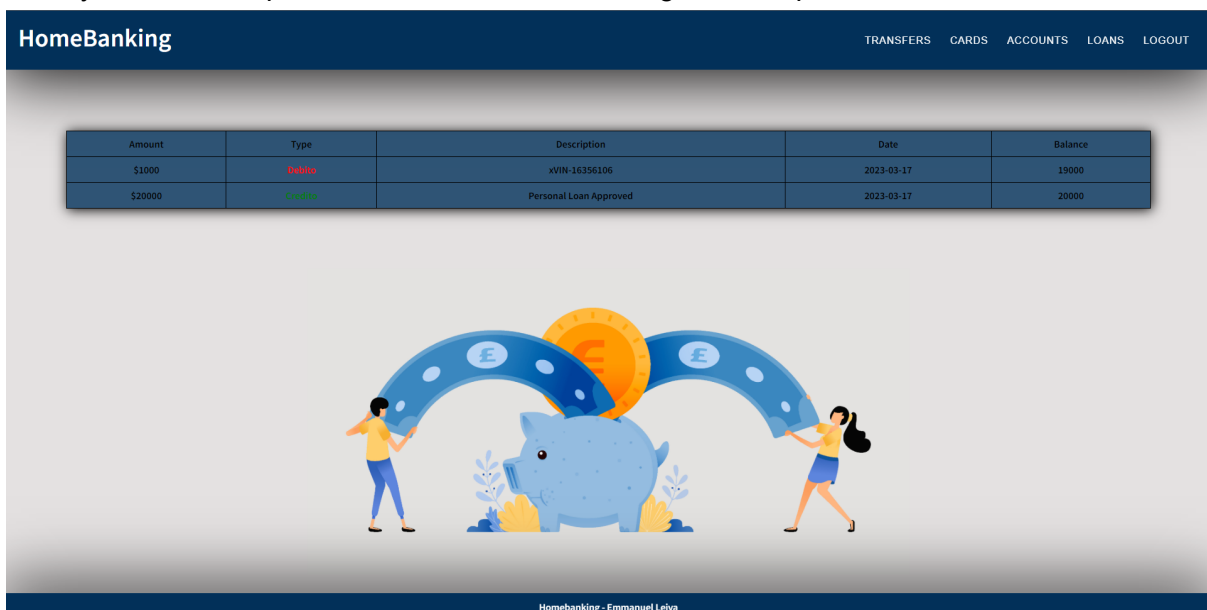 HomeBanking
TRANSFERS CARDS ACCOUNTS LOANS LOGOUT
Amount Type Description Date Balance
$1000 Debito xVIN-16356106 2023-03-17 19000
$20000 Credito Personal Loan Approved 2023-03-17 20000
£ £
Homebanking - Emmanuel Leiva